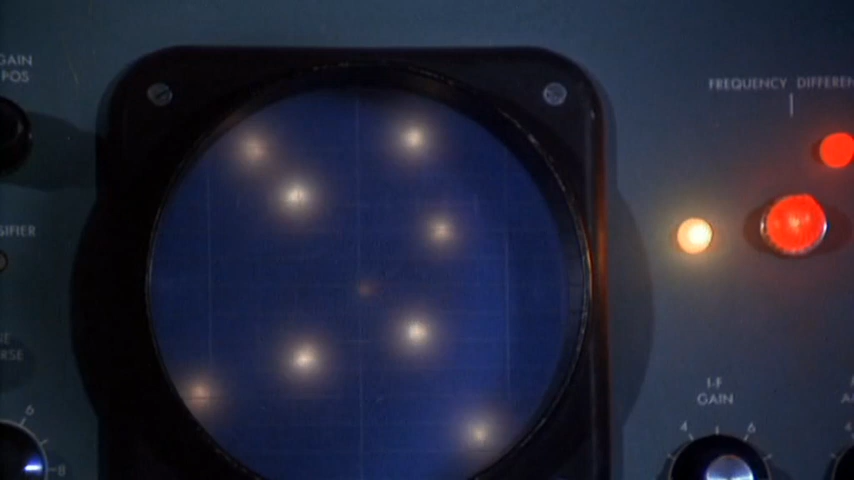 GAIN
POS
FREQUENCY DIFFEREN
SIFIER
RSE
6
8
I-F
GAIN
4 6
4